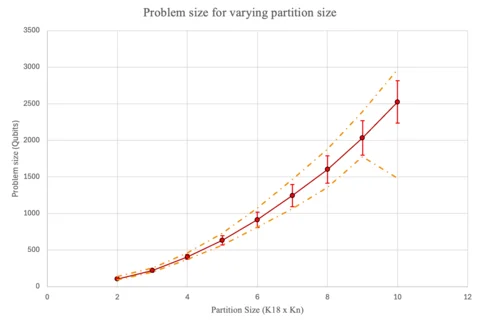 Problem size for varying partition size
3500
3000
2500
2000
1500
1000
500
0
Problem size (Qubits)
0 2 4 6 8 10 12
Partition Size (K18 x Kn)